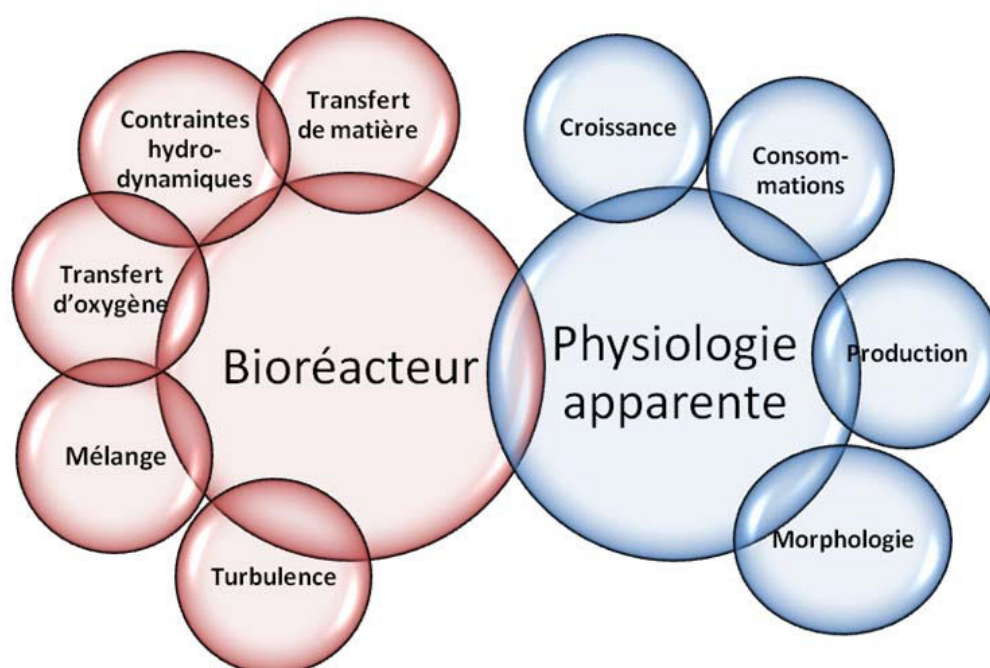 Transfert
de matière
Contraintes
hydro-
dynamiques
Transfert
d'oxygène
Mélange
Turbulence
Bioréacteur
Physiologie
apparente
Croissance
Consom-
mations
Production
Morphologie